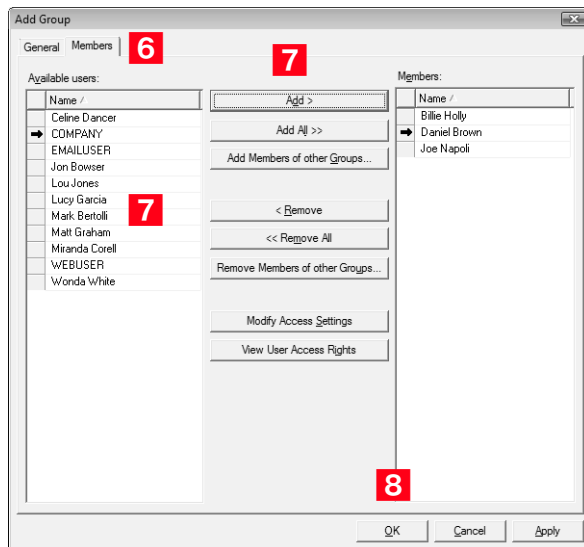 Add Group
General Members 6
7
Available users:
Members:
Name /
Celine Dancer
COMPANY
EMAILUSER
Jon Bowser
Lou Jones
Lucy Garcia
Mark Bertolli
Matt Graham
Miranda Corell
WEBUSER
Wonda White
7
Add >
Add All >>
Add Members of other Groups...
< Remove
<< Remove All
Remove Members of other Groups...
Modify Access Settings
View User Access Rights
Name /
Billie Holly
Daniel Brown
Joe Napoli
8
OK Cancel Apply